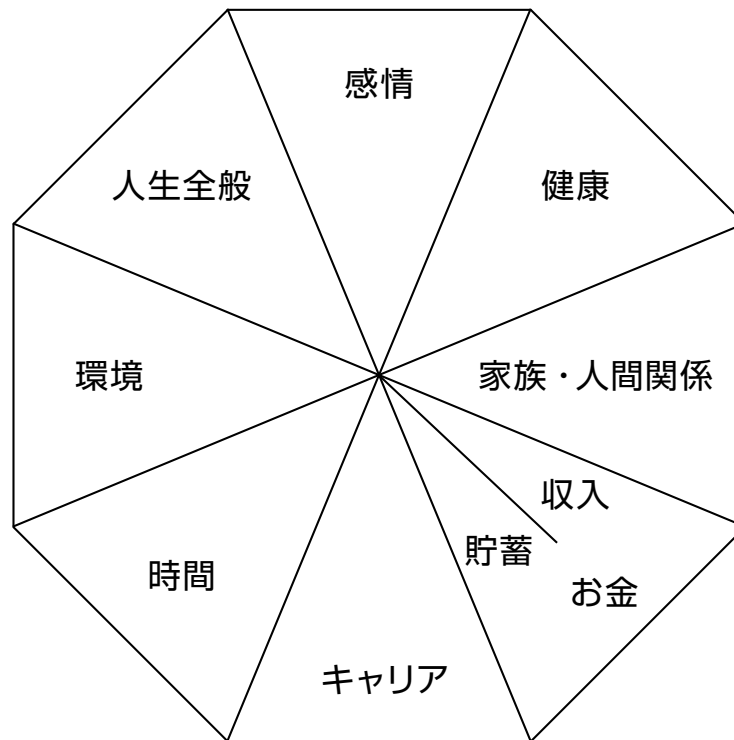 感情
人生全般
健康
環境
家族・人間関係
収入
貯蓄
時間
お金
キャリア